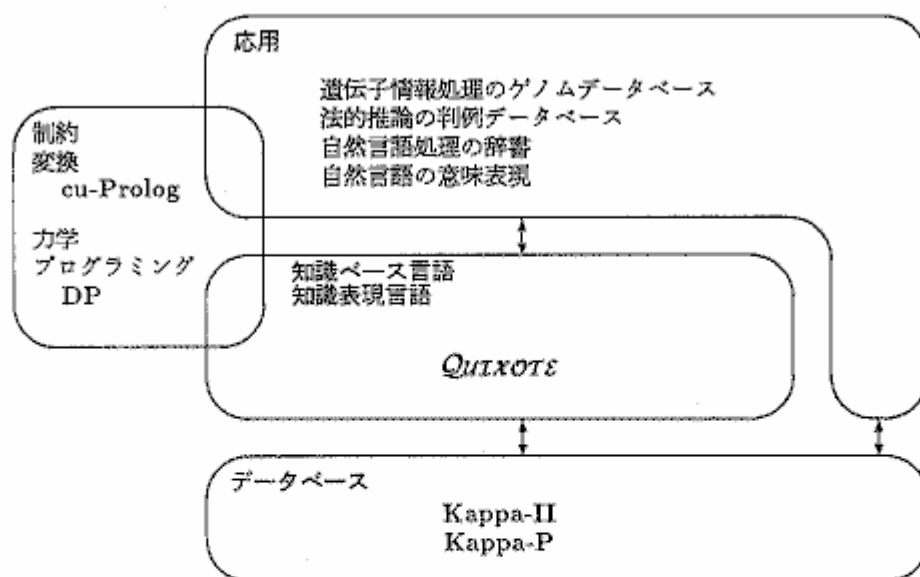 応用
遺伝子情報処理のゲノムデータベース
法的推論の判例データベース
自然言語処理の辞書
自然言語の意味表現
制約
変換
cu-Prolog
力学
プログラミング
DP
知識ベース言語
知識表現言語
QUIXOTE
データベース
Kappa-II
Kappa-P